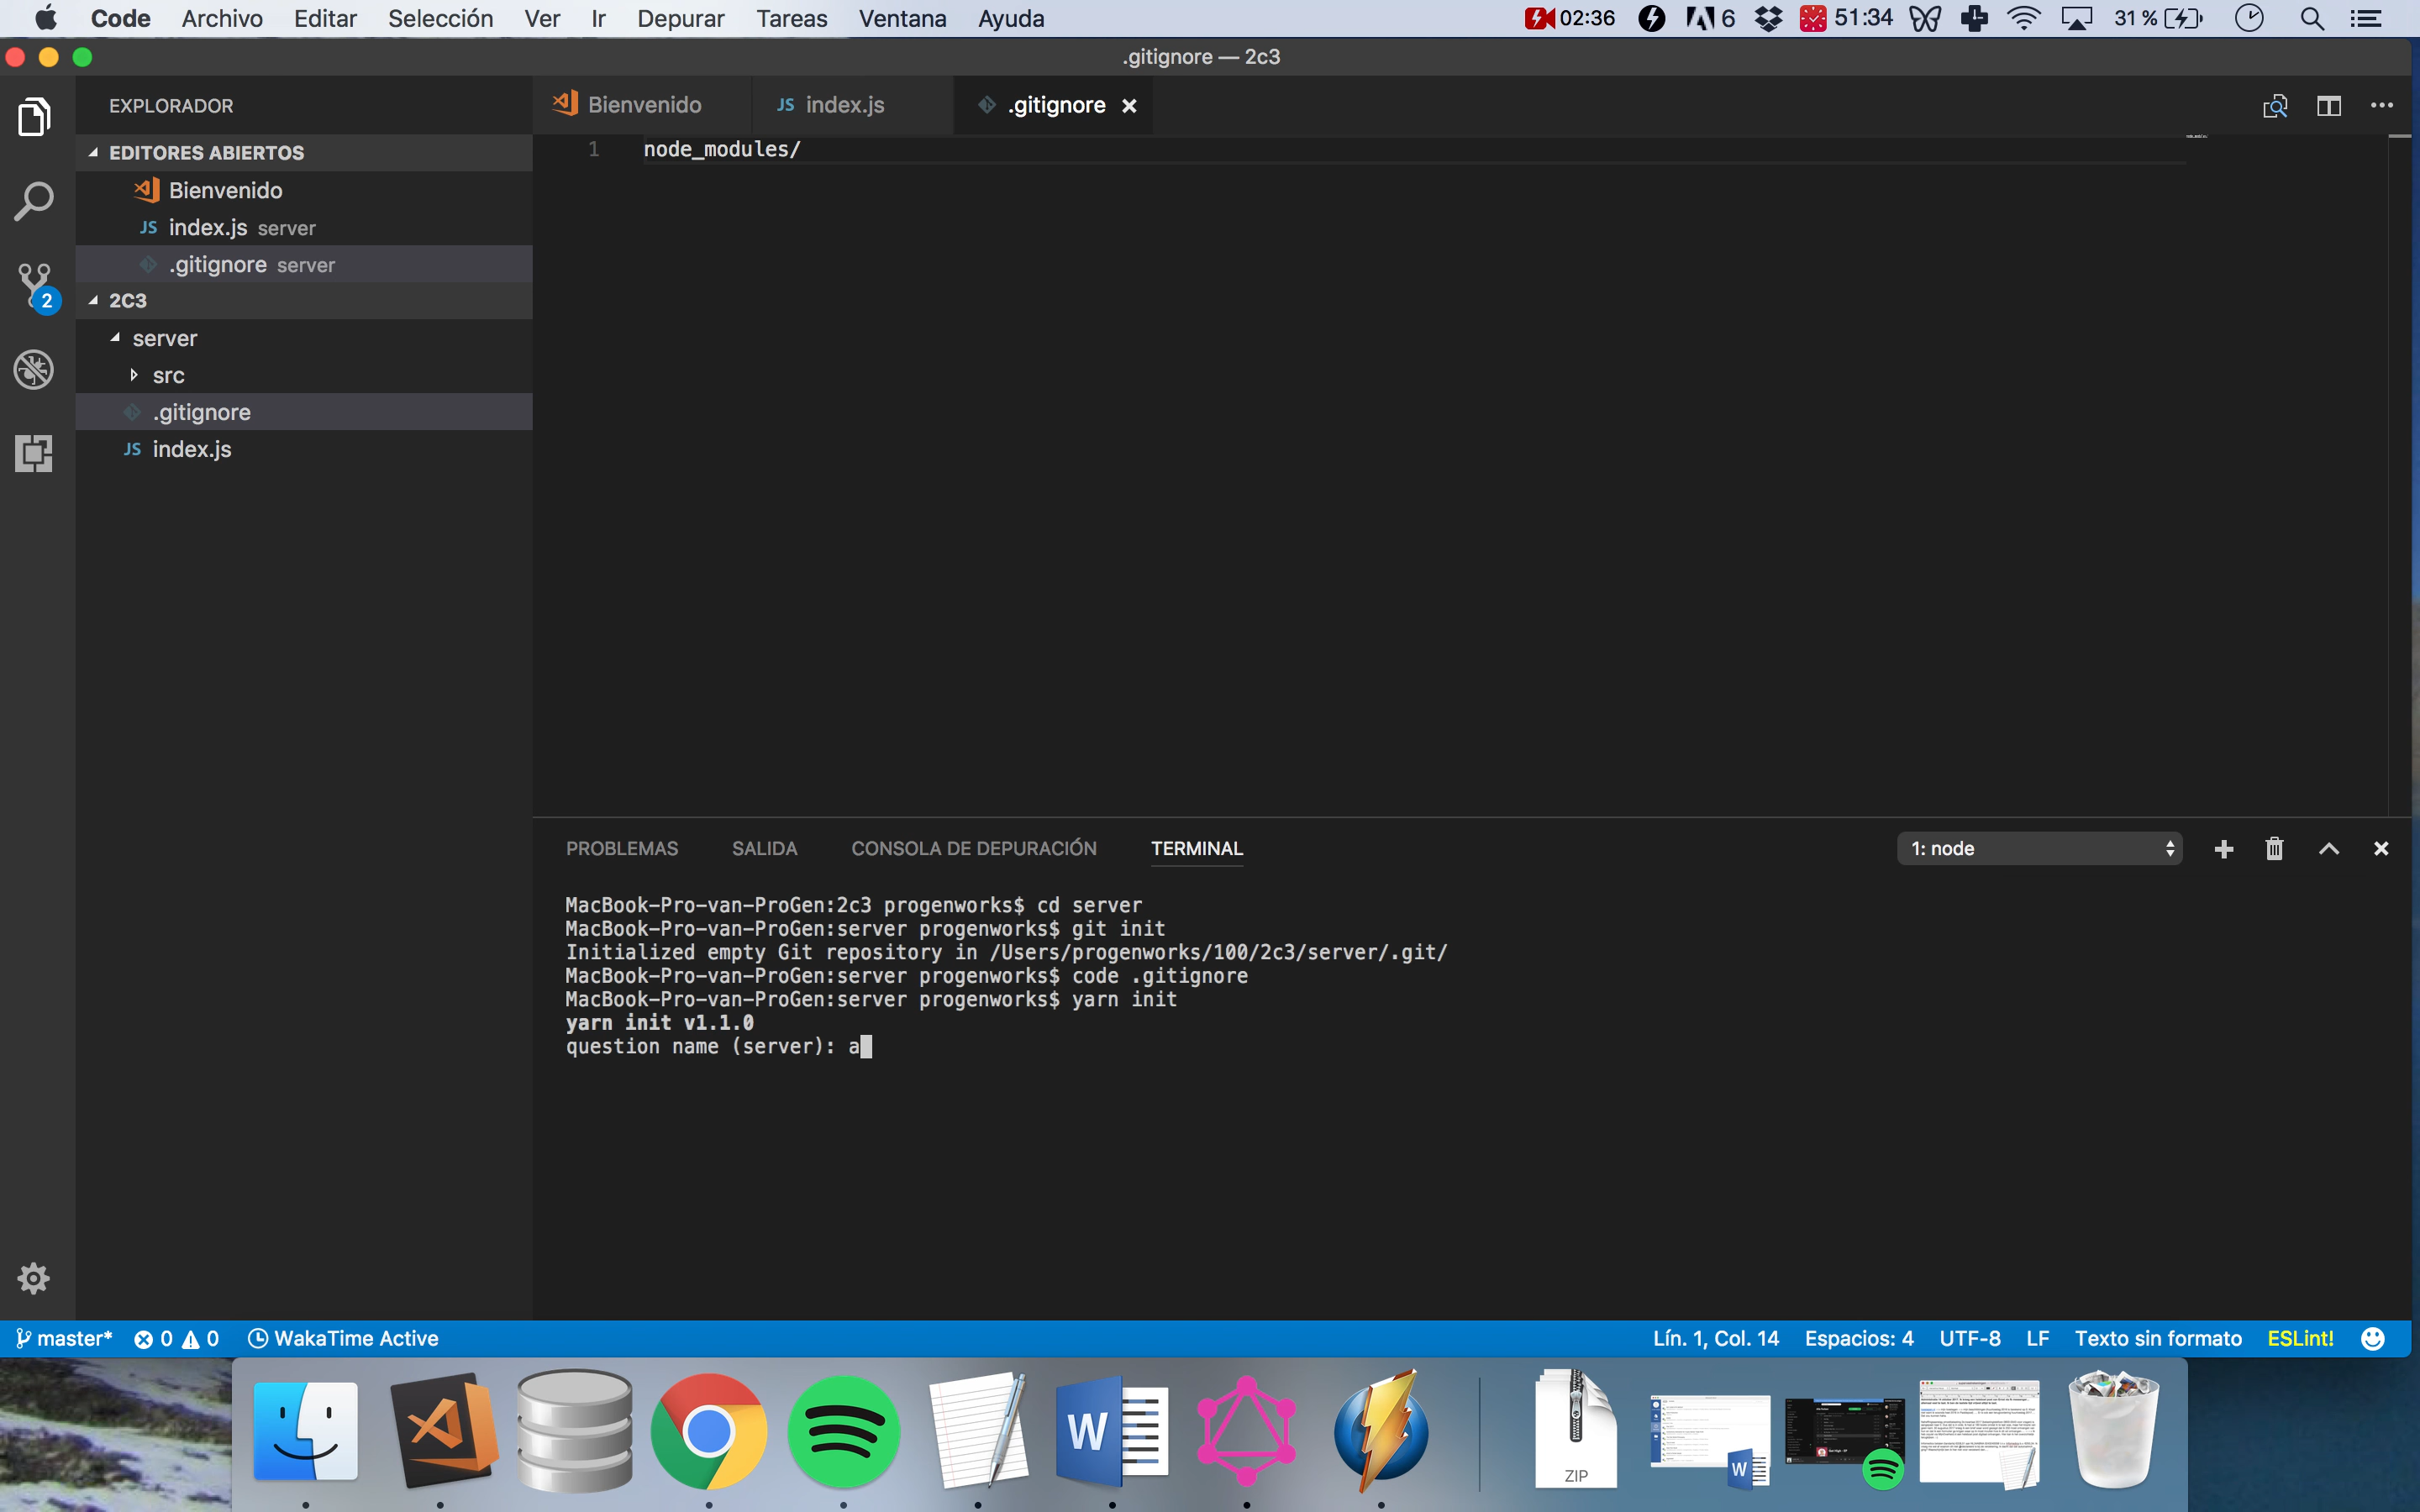 Code Archivo Editar Selección Ver Ir Depurar Tareas Ventana Ayuda 02:36 6 51:34 31 %
.gitignore — 2c3
EXPLORADOR
Bienvenido JS index.js .gitignore
EDITORES ABIERTOS
1 node_modules/
Bienvenido
JS index.js server
.gitignore server
2
2C3
server
src
.gitignore
JS index.js
PROBLEMAS SALIDA CONSOLA DE DEPURACIÓN TERMINAL 1: node
MacBook-Pro-van-ProGen:2c3 progenworks$ cd server
MacBook-Pro-van-ProGen:server progenworks$ git init
Initialized empty Git repository in /Users/progenworks/100/2c3/server/.git/
MacBook-Pro-van-ProGen:server progenworks$ code .gitignore
MacBook-Pro-van-ProGen:server progenworks$ yarn init
yarn init v1.1.0
question name (server): a
master* 0 0 WakaTime Active Lín. 1, Col. 14 Espacios: 4 UTF-8 LF Texto sin formato ESLint!
W
ZIP
W